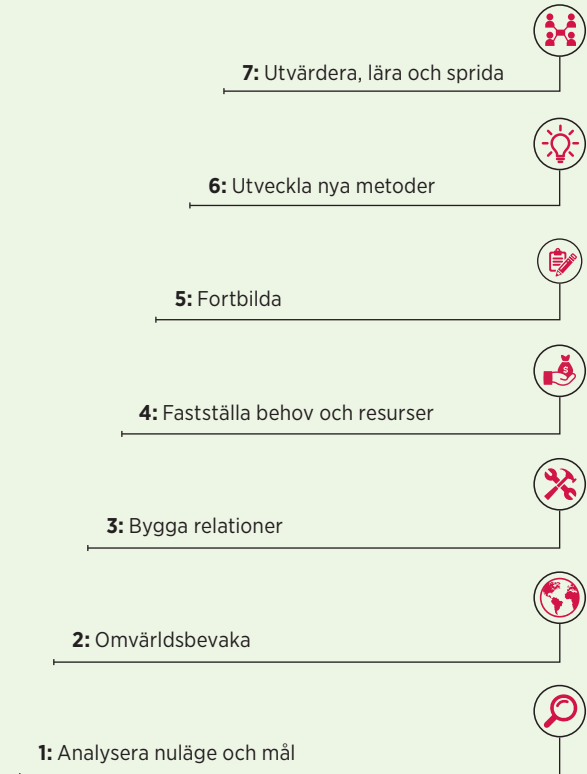 7: Utvärdera, lära och sprida
6: Utveckla nya metoder
5: Fortbilda
4: Fastställa behov och resurser
3: Bygga relationer
2: Omvärldsbevaka
1: Analysera nuläge och mål